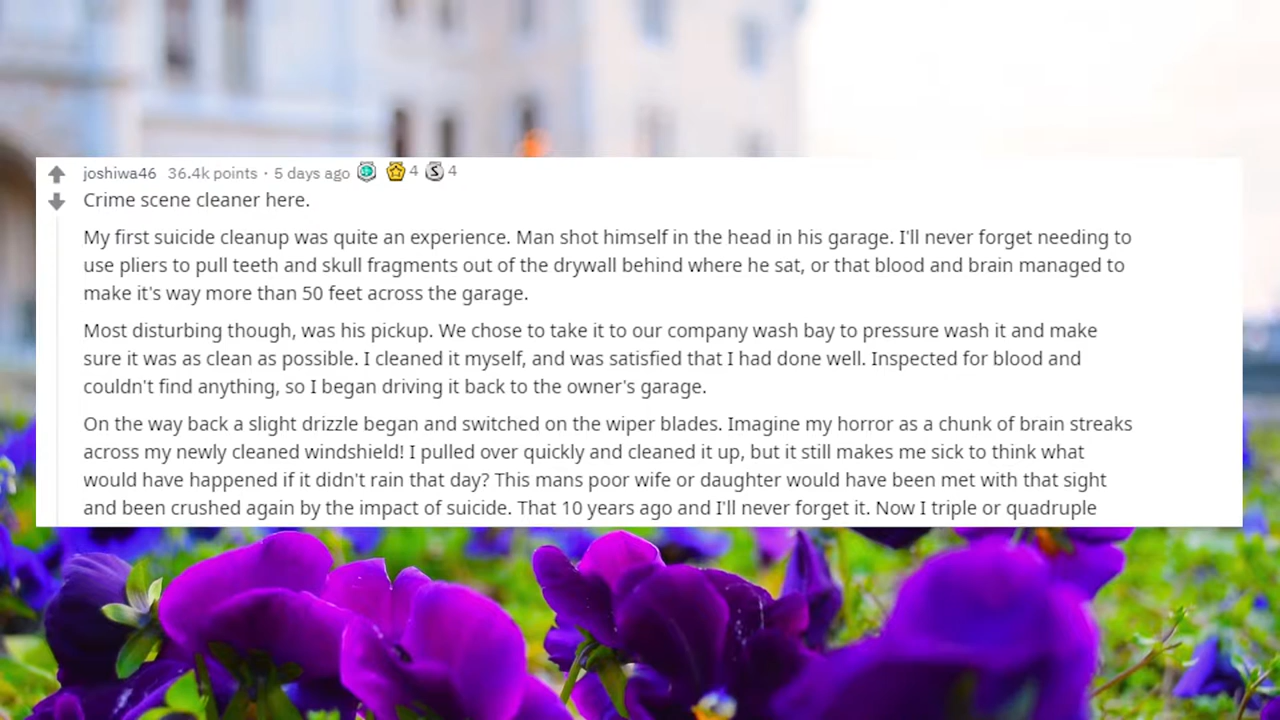 joshiwa46 36.4k points · 5 days ago 4 4
Crime scene cleaner here.
My first suicide cleanup was quite an experience. Man shot himself in the head in his garage. I'll never forget needing to
use pliers to pull teeth and skull fragments out of the drywall behind where he sat, or that blood and brain managed to
make it's way more than 50 feet across the garage.
Most disturbing though, was his pickup. We chose to take it to our company wash bay to pressure wash it and make
sure it was as clean as possible. I cleaned it myself, and was satisfied that I had done well. Inspected for blood and
couldn't find anything, so I began driving it back to the owner's garage.
On the way back a slight drizzle began and switched on the wiper blades. Imagine my horror as a chunk of brain streaks
across my newly cleaned windshield! I pulled over quickly and cleaned it up, but it still makes me sick to think what
would have happened if it didn't rain that day? This mans poor wife or daughter would have been met with that sight
and been crushed again by the impact of suicide. That 10 years ago and I'll never forget it. Now I triple or quadruple